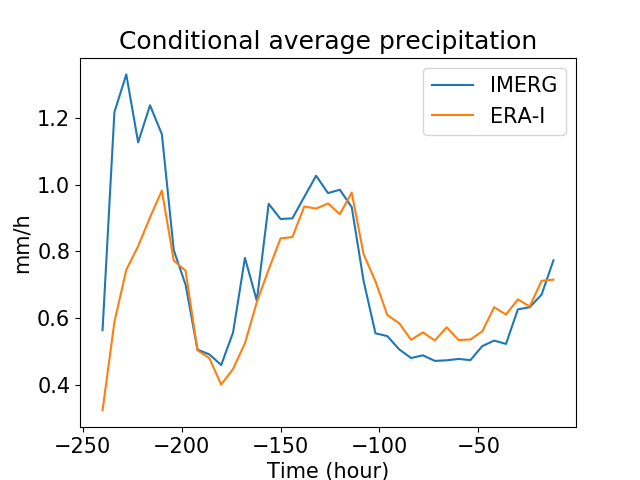 Conditional average precipitation
IMERG
ERA-I
mm/h
1.2
1.0
0.8
0.6
0.4
−250 −200 −150 −100 −50
Time (hour)